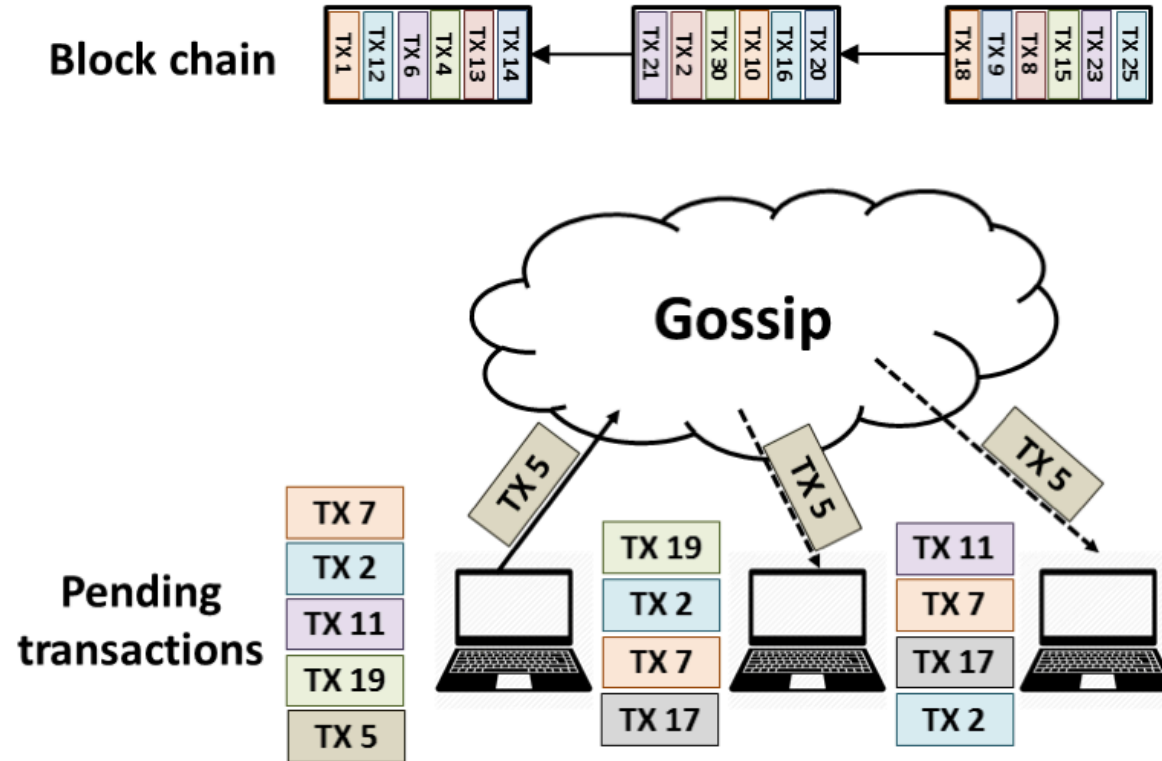 Block chain
TX 1
TX 12
TX 6
TX 4
TX 13
TX 14
TX 21
TX 2
TX 30
TX 10
TX 16
TX 20
TX 18
TX 9
TX 8
TX 15
TX 23
TX 25
Gossip
TX 5
TX 5
TX 5
Pending
transactions
TX 7
TX 2
TX 11
TX 19
TX 5
TX 19
TX 2
TX 7
TX 17
TX 11
TX 7
TX 17
TX 2